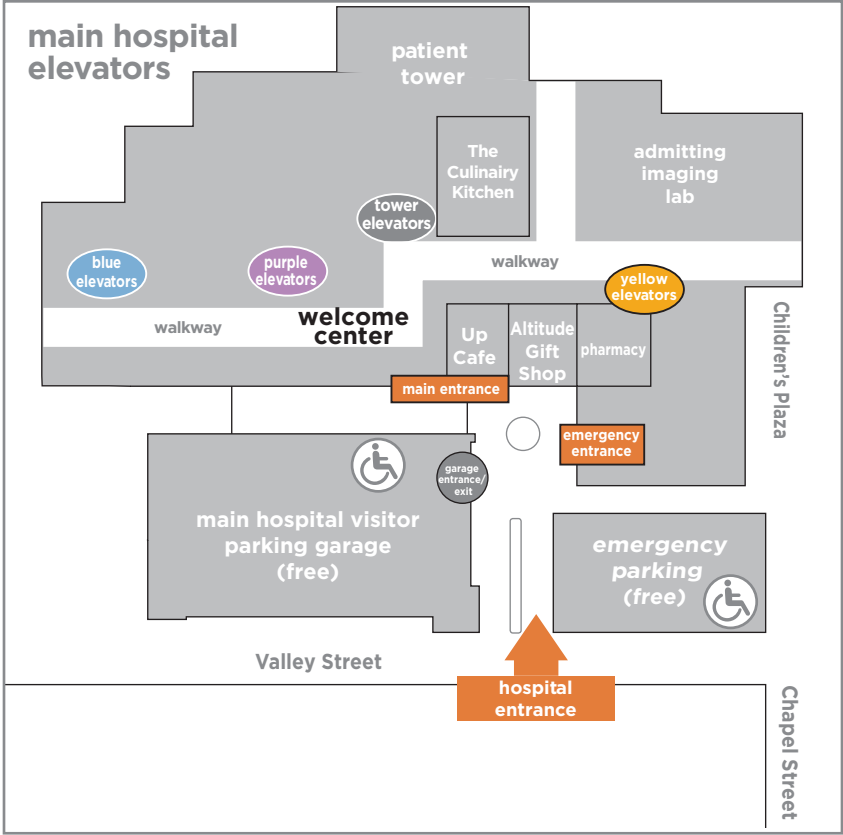 main hospital
elevators
patient
tower
The
Culinairy
Kitchen
admitting
imaging
lab
tower
elevators
blue
elevators
purple
elevators
walkway
yellow
elevators
walkway
welcome
center
Up
Cafe
Altitude
Gift
Shop
pharmacy
Children's Plaza
main entrance
emergency
entrance
garage
entrance/
exit
main hospital visitor
parking garage
(free)
emergency
parking
(free)
Valley Street
hospital
entrance
Chapel Street